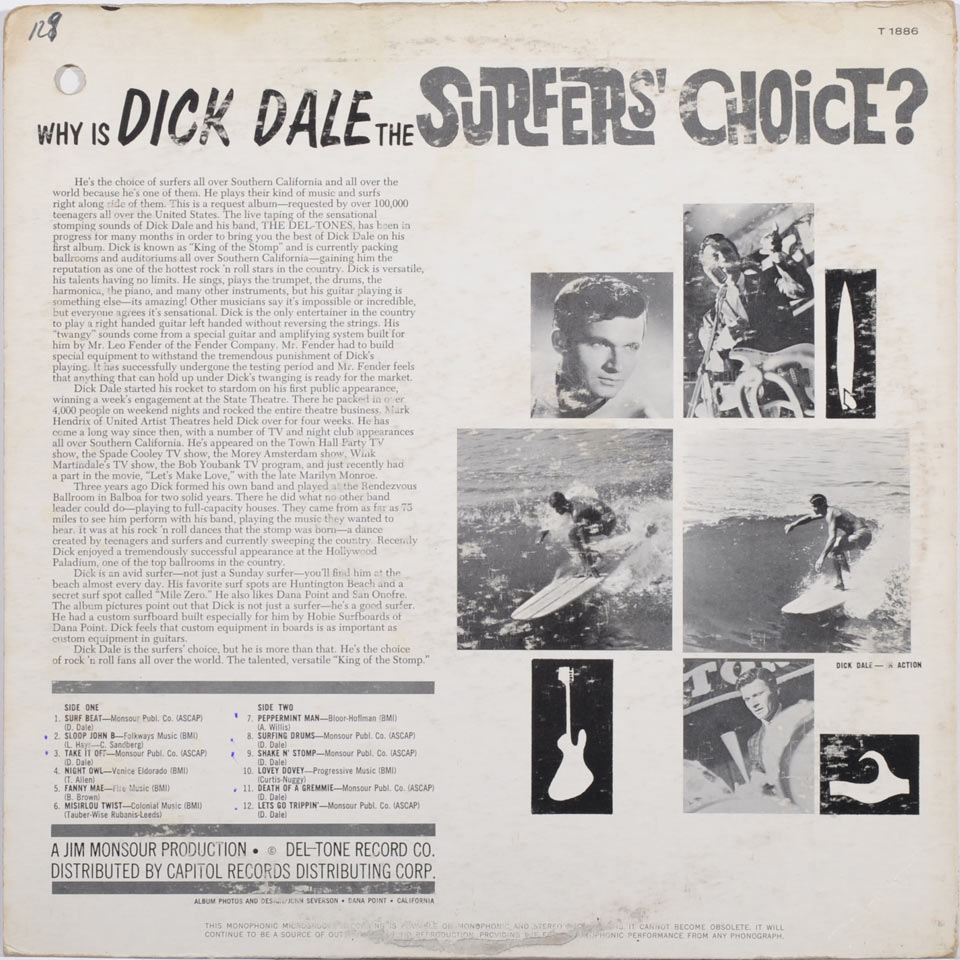 128
T 1886
WHY IS DICK DALE THE SURFERS' CHOICE?
He's the choice of surfers all over Southern California and all over the
world because he's one of them. He plays their kind of music and surfs
right along side of them. This is a request album—requested by over 100,000
teenagers all over the United States. The live taping of the sensational
stomping sounds of Dick Dale and his band, THE DEL-TONES, has been in
progress for many months in order to bring you the best of Dick Dale on his
first album. Dick is known as "King of the Stomp" and is currently packing
ballrooms and auditoriums all over Southern California—gaining him the
reputation as one of the hottest rock 'n roll stars in the country. Dick is versatile,
his talents having no limits. He sings, plays the trumpet, the drums, the
harmonica, the piano, and many other instruments, but his guitar playing is
something else—its amazing! Other musicians say it's impossible or incredible,
but everyone agrees it's sensational. Dick is the only entertainer in the country
to play a right handed guitar left handed without reversing the strings. His
"twangy" sounds come from a special guitar and amplifying system built for
him by Mr. Leo Fender of the Fender Company. Mr. Fender had to build
special equipment to withstand the tremendous punishment of Dick's
playing. It has successfully undergone the testing period and Mr. Fender feels
that anything that can hold up under Dick's twanging is ready for the market.
Dick Dale started his rocket to stardom on his first public appearance,
winning a week's engagement at the State Theatre. There he packed in over
4,000 people on weekend nights and rocked the entire theatre business. Mark
Hendrix of United Artist Theatres held Dick over for four weeks. He has
come a long way since then, with a number of TV and night club appearances
all over Southern California. He's appeared on the Town Hall Party TV
show, the Spade Cooley TV show, the Morey Amsterdam show, Wink
Martindale's TV show, the Bob Youbank TV program, and just recently had
a part in the movie, "Let's Make Love," with the late Marilyn Monroe.
Three years ago Dick formed his own band and played at the Rendezvous
Ballroom in Balboa for two solid years. There he did what no other band
leader could do—playing to full-capacity houses. They came from as far as 75
miles to see him perform with his band, playing the music they wanted to
hear. It was at his rock 'n roll dances that the stomp was born—a dance
created by teenagers and surfers and currently sweeping the country. Recently
Dick enjoyed a tremendously successful appearance at the Hollywood
Paladium, one of the top ballrooms in the country.
Dick is an avid surfer—not just a Sunday surfer—you'll find him at the
beach almost every day. His favorite surf spots are Huntington Beach and a
secret surf spot called "Mile Zero." He also likes Dana Point and San Onofre.
The album pictures point out that Dick is not just a surfer—he's a good surfer.
He had a custom surfboard built especially for him by Hobie Surfboards of
Dana Point. Dick feels that custom equipment in boards is as important as
custom equipment in guitars.
Dick Dale is the surfers' choice, but he is more than that. He's the choice
of rock 'n roll fans all over the world. The talented, versatile "King of the Stomp."
DICK DALE — IN ACTION
SIDE ONE
1. SURF BEAT—Monsour Publ. Co. (ASCAP)
(D. Dale)
2. SLOOP JOHN B—Folkways Music (BMI)
(L. Hays—C. Sandberg)
3. TAKE IT OFF—Monsour Publ. Co. (ASCAP)
(D. Dale)
4. NIGHT OWL—Venice Eldorado (BMI)
(T. Allen)
5. FANNY MAE—Fire Music (BMI)
(B. Brown)
6. MISIRLOU TWIST—Colonial Music (BMI)
(Tauber-Wise Rubanis-Leeds)
SIDE TWO
7. PEPPERMINT MAN—Bloor-Hoffman (BMI)
(A. Willis)
8. SURFING DRUMS—Monsour Publ. Co. (ASCAP)
(D. Dale)
9. SHAKE N' STOMP—Monsour Publ. Co. (ASCAP)
(D. Dale)
10. LOVEY DOVEY—Progressive Music (BMI)
(Curtis-Nuggy)
11. DEATH OF A GREMMIE—Monsour Publ. Co. (ASCAP)
(D. Dale)
12. LETS GO TRIPPIN'—Monsour Publ. Co. (ASCAP)
(D. Dale)
A JIM MONSOUR PRODUCTION • © DEL-TONE RECORD CO.
DISTRIBUTED BY CAPITOL RECORDS DISTRIBUTING CORP.
ALBUM PHOTOS AND DESIGN/JOHN SEVERSON • DANA POINT • CALIFORNIA
THIS MONOPHONIC MICROGROOVE RECORDING IS PLAYABLE ON MONOPHONIC AND STEREO IT CANNOT BECOME OBSOLETE. IT WILL
CONTINUE TO BE A SOURCE OF REPRODUCTION, PROVIDING PERFORMANCE FROM ANY PHONOGRAPH.